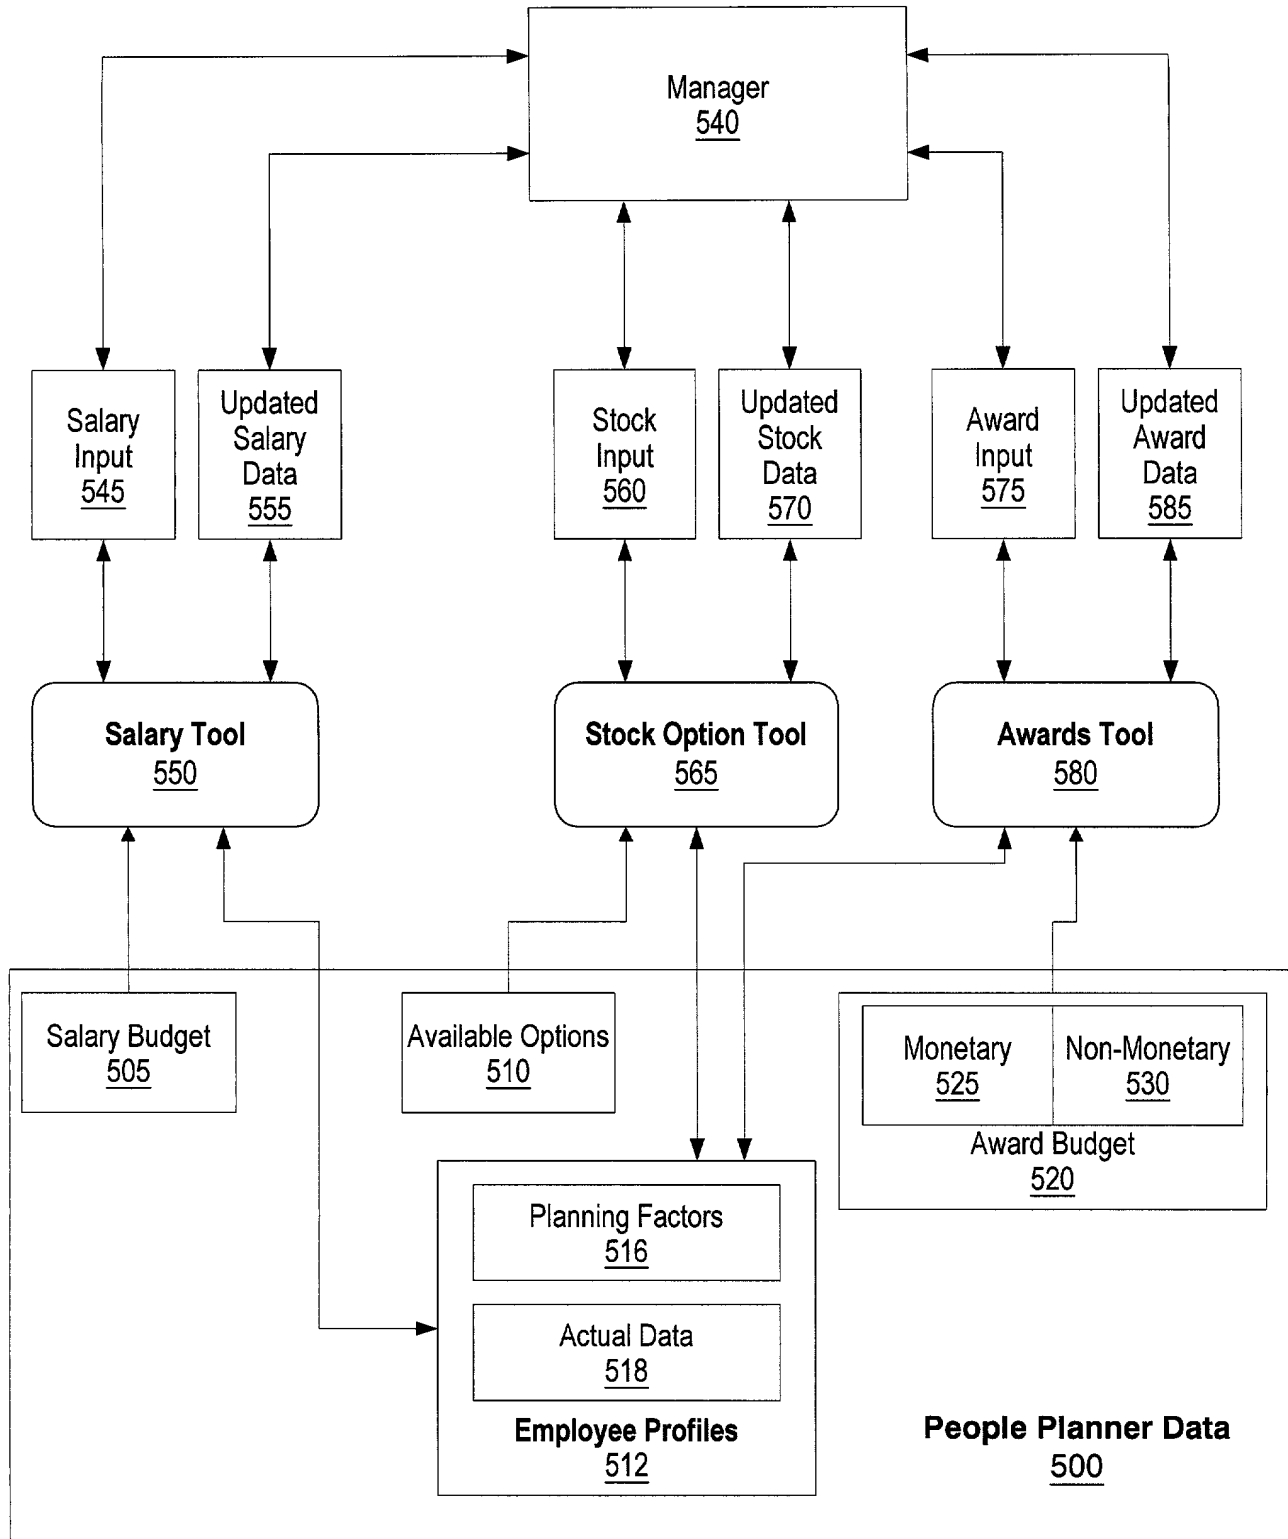 Manager
540
Salary
Input
545
Updated
Salary
Data
555
Stock
Input
560
Updated
Stock
Data
570
Award
Input
575
Updated
Award
Data
585
Salary Tool
550
Stock Option Tool
565
Awards Tool
580
Salary Budget
505
Available Options
510
Monetary
525
Non-Monetary
530
Award Budget
520
Planning Factors
516
Actual Data
518
Employee Profiles
512
People Planner Data
500